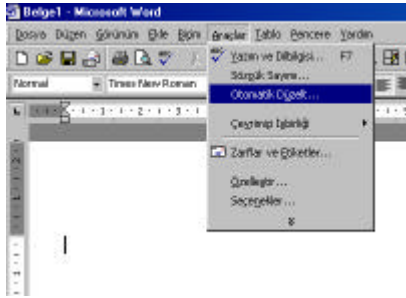 Belge1 - Microsoft Word
Dosya Düzen Görünüm Ekle Biçim Araçlar Tablo Pencere Yardım
Yazım ve Dilbilgisi... F7
Sözcük Sayımı...
Normal Times New Roman
Otomatik Düzelt...
Çevrimiçi İşbirliği
Zarflar ve Etiketler...
Özelleştir...
Seçenekler...